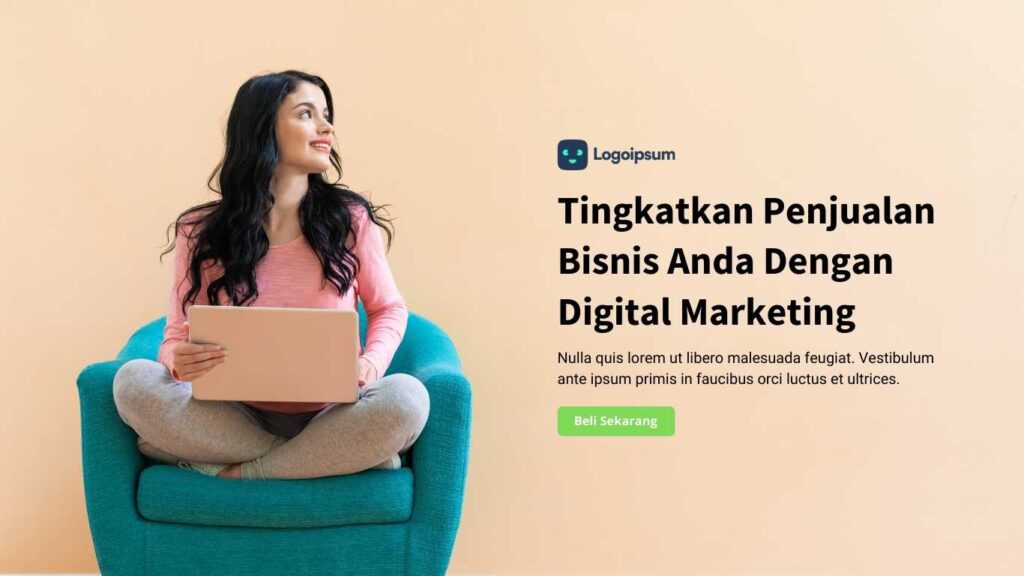 Logoipsum
Tingkatkan Penjualan
Bisnis Anda Dengan
Digital Marketing
Nulla quis lorem ut libero malesuada feugiat. Vestibulum
ante ipsum primis in faucibus orci luctus et ultrices.
Beli Sekarang